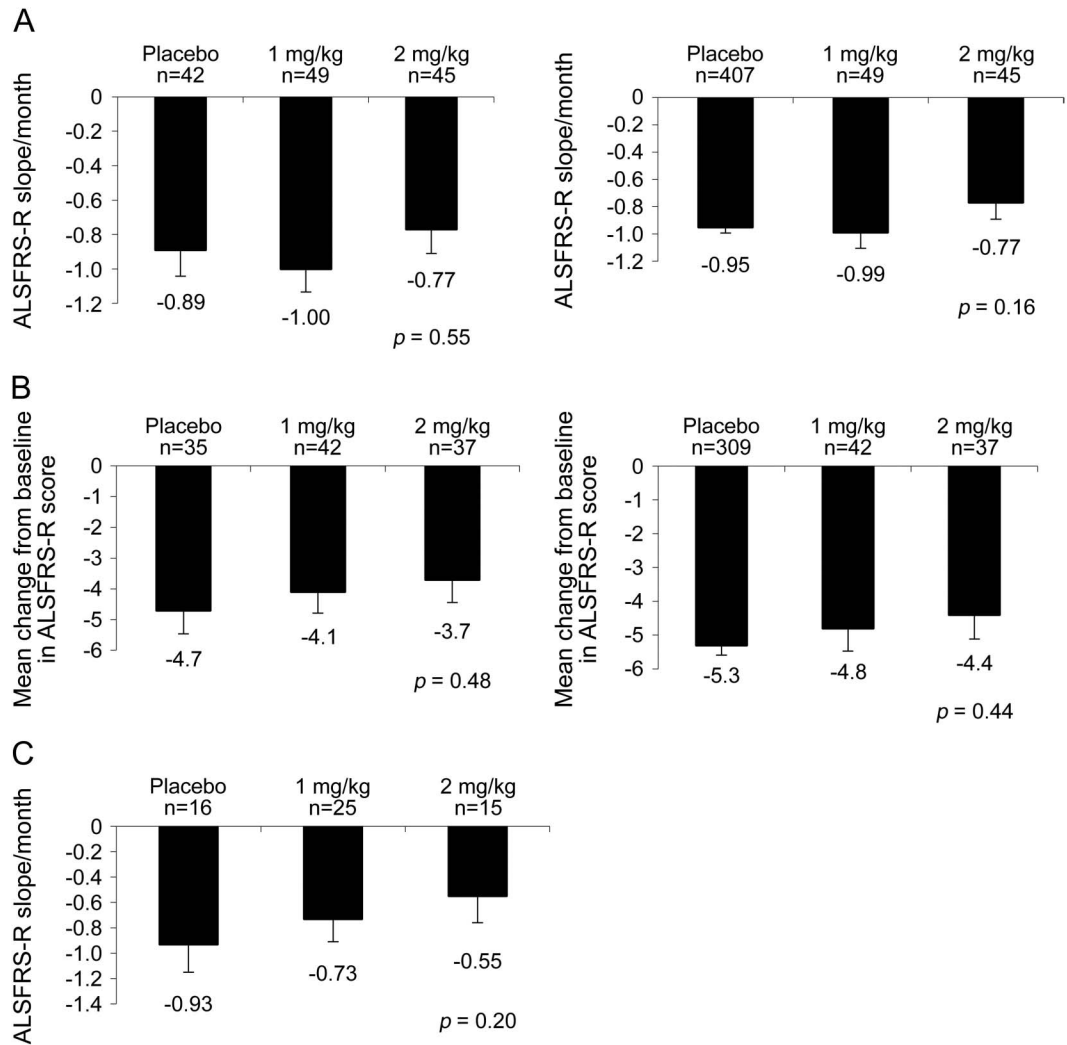 A
Placebo 1 mg/kg 2 mg/kg
n=42 n=49 n=45
ALSFRS-R slope/month
0
-0.2
-0.4
-0.6
-0.8
-1.0
-1.2
-0.89
-1.00
-0.77
p = 0.55
Placebo 1 mg/kg 2 mg/kg
n=407 n=49 n=45
ALSFRS-R slope/month
0
-0.2
-0.4
-0.6
-0.8
-1.0
-1.2
-0.95
-0.99
-0.77
p = 0.16
B
Placebo 1 mg/kg 2 mg/kg
n=35 n=42 n=37
Mean change from baseline
in ALSFRS-R score
0
-1
-2
-3
-4
-5
-6
-4.7
-4.1
-3.7
p = 0.48
Placebo 1 mg/kg 2 mg/kg
n=309 n=42 n=37
Mean change from baseline
in ALSFRS-R score
0
-1
-2
-3
-4
-5
-6
-5.3
-4.8
-4.4
p = 0.44
C
Placebo 1 mg/kg 2 mg/kg
n=16 n=25 n=15
ALSFRS-R slope/month
0
-0.2
-0.4
-0.6
-0.8
-1.0
-1.2
-1.4
-0.93
-0.73
-0.55
p = 0.20